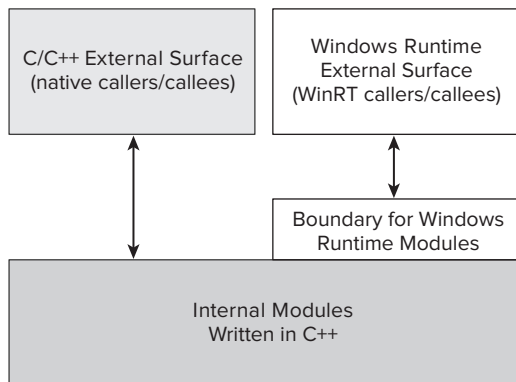 C/C++ External Surface
(native callers/callees)
Windows Runtime
External Surface
(WinRT callers/callees)
Boundary for Windows
Runtime Modules
Internal Modules
Written in C++